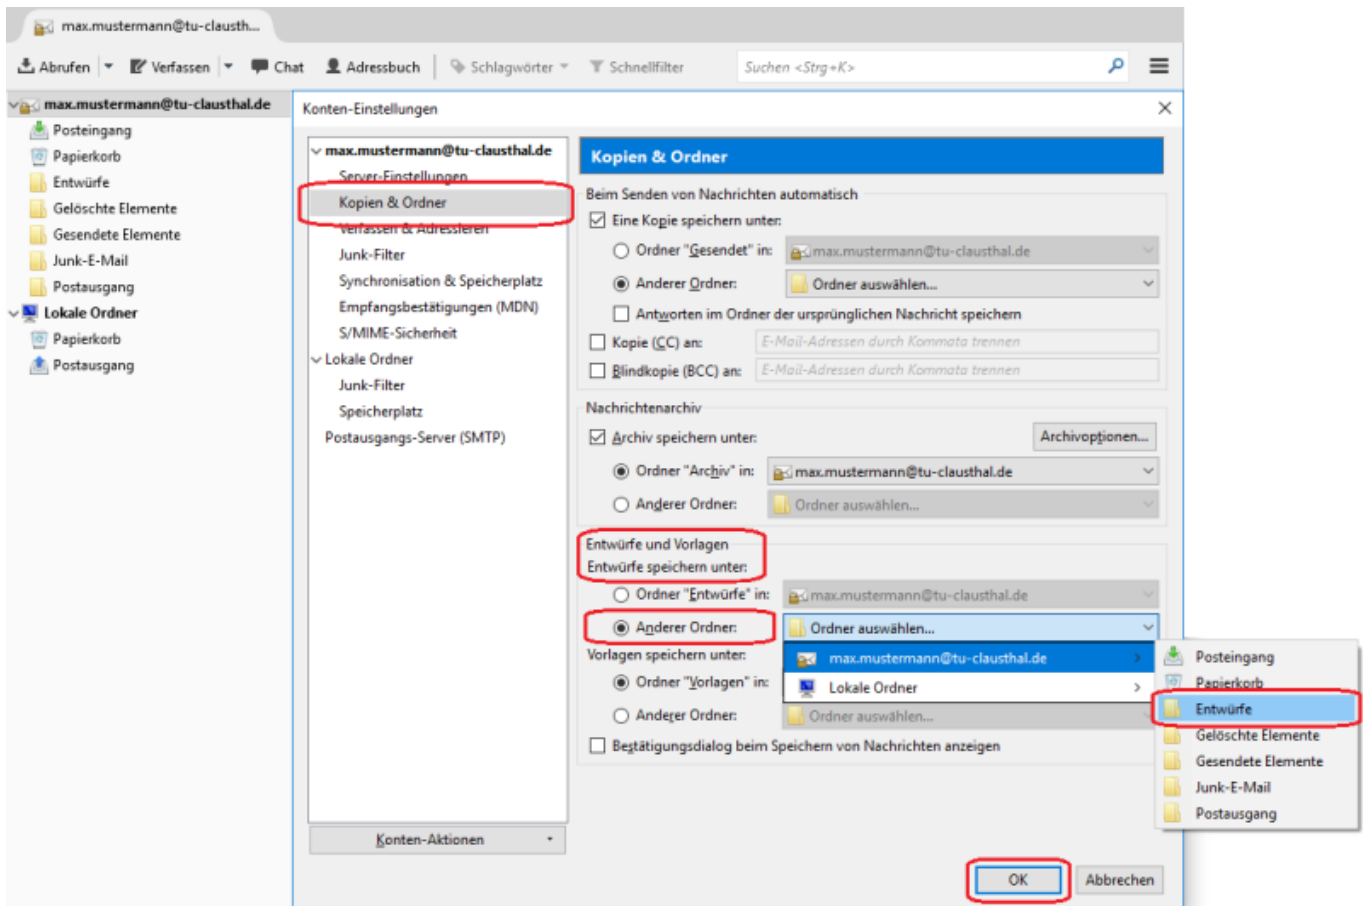 max.mustermann@tu-clausth...
Abrufen Verfassen Chat Adressbuch Schlagwörter Schnellfilter Suchen <Strg+K>
max.mustermann@tu-clausthal.de
Posteingang
Papierkorb
Entwürfe
Gelöschte Elemente
Gesendete Elemente
Junk-E-Mail
Postausgang
Lokale Ordner
Papierkorb
Postausgang
Konten-Einstellungen
max.mustermann@tu-clausthal.de
Server-Einstellungen
Kopien & Ordner
Verfassen & Adressieren
Junk-Filter
Synchronisation & Speicherplatz
Empfangsbestätigungen (MDN)
S/MIME-Sicherheit
Lokale Ordner
Junk-Filter
Speicherplatz
Postausgangs-Server (SMTP)
Konten-Aktionen
Kopien & Ordner
Beim Senden von Nachrichten automatisch
Eine Kopie speichern unter:
Ordner "Gesendet" in: max.mustermann@tu-clausthal.de
Anderer Ordner: Ordner auswählen...
Antworten im Ordner der ursprünglichen Nachricht speichern
Kopie (CC) an: E-Mail-Adressen durch Kommata trennen
Blindkopie (BCC) an: E-Mail-Adressen durch Kommata trennen
Nachrichtenarchiv
Archiv speichern unter: Archivoptionen...
Ordner "Archiv" in: max.mustermann@tu-clausthal.de
Anderer Ordner: Ordner auswählen...
Entwürfe und Vorlagen
Entwürfe speichern unter:
Ordner "Entwürfe" in: max.mustermann@tu-clausthal.de
Anderer Ordner: Ordner auswählen...
Vorlagen speichern unter: max.mustermann@tu-clausthal.de
Ordner "Vorlagen" in: Lokale Ordner
Anderer Ordner: Ordner auswählen...
Bestätigungsdialog beim Speichern von Nachrichten anzeigen
Posteingang
Papierkorb
Entwürfe
Gelöschte Elemente
Gesendete Elemente
Junk-E-Mail
Postausgang
OK Abbrechen